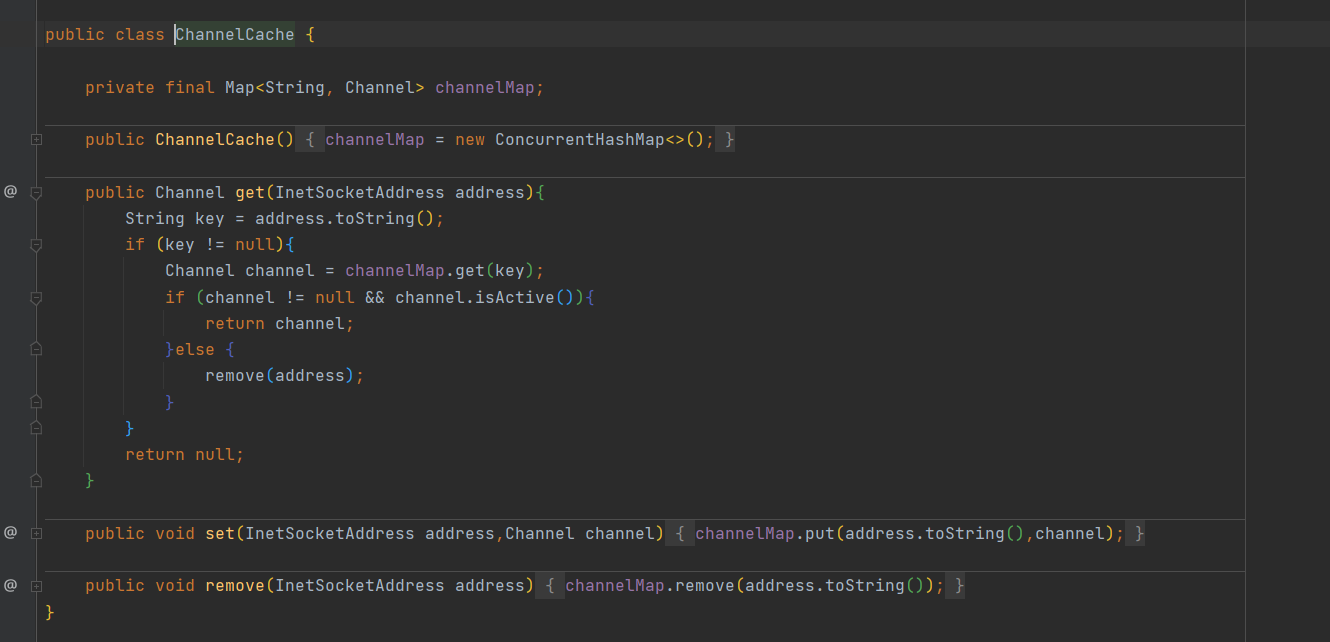 public class ChannelCache {
private final Map<String, Channel> channelMap;
public ChannelCache() { channelMap = new ConcurrentHashMap<>(); }
@ public Channel get(InetSocketAddress address){
String key = address.toString();
if (key != null){
Channel channel = channelMap.get(key);
if (channel != null && channel.isActive()){
return channel;
}else {
remove(address);
}
}
return null;
}
@ public void set(InetSocketAddress address,Channel channel) { channelMap.put(address.toString(),channel); }
@ public void remove(InetSocketAddress address) { channelMap.remove(address.toString()); }
}